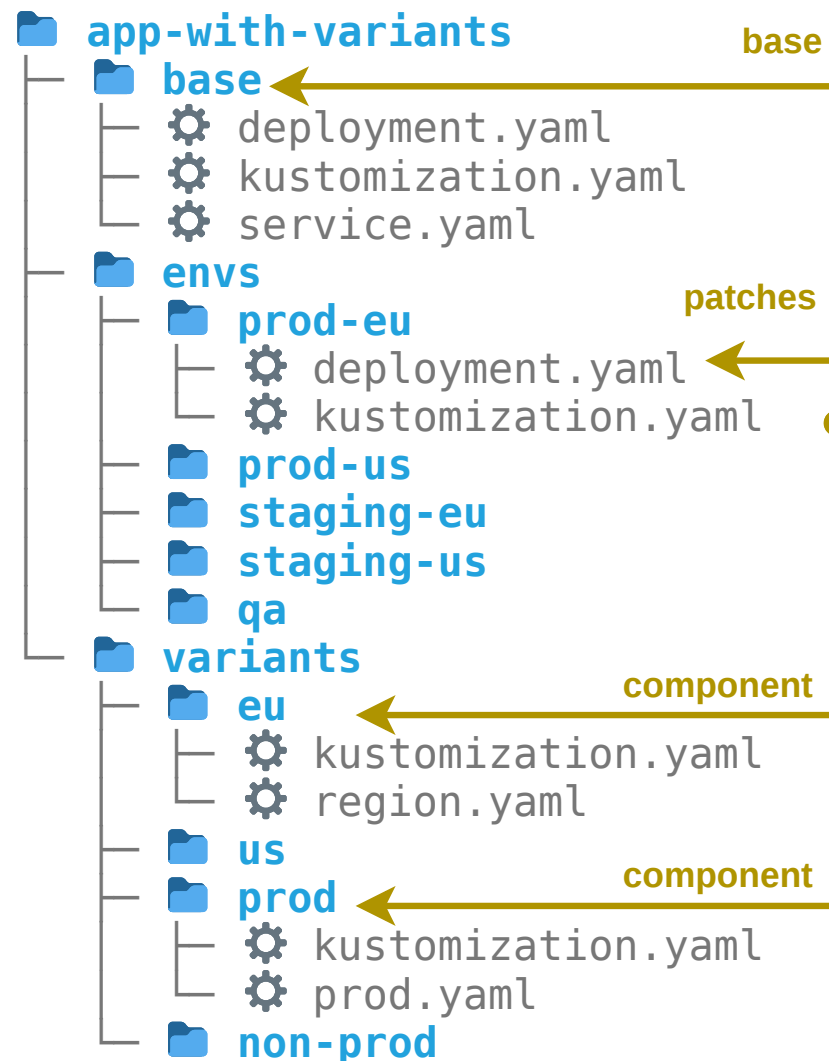 app-with-variants
base
base
deployment.yaml
kustomization.yaml
service.yaml
envs
patches
prod-eu
deployment.yaml
kustomization.yaml
prod-us
staging-eu
staging-us
qa
variants
component
eu
kustomization.yaml
region.yaml
us
component
prod
kustomization.yaml
prod.yaml
non-prod